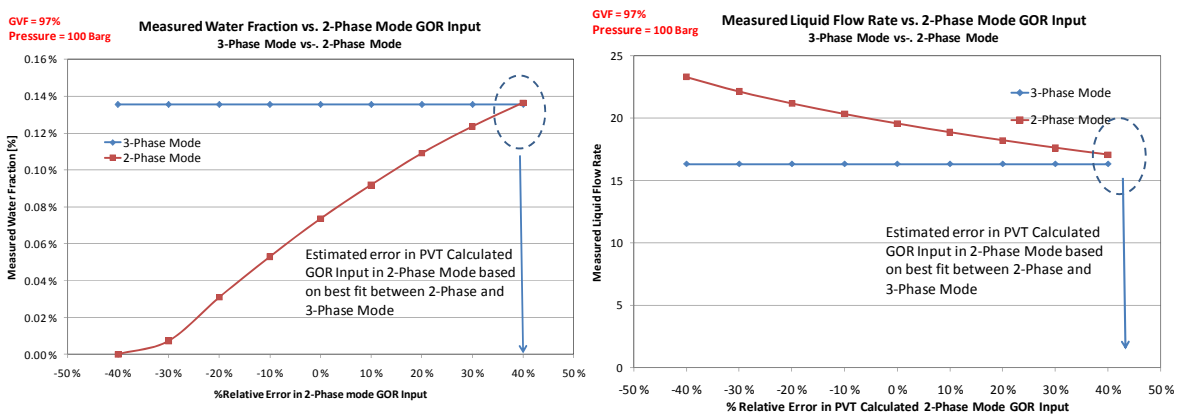 GVF = 97%
Pressure = 100 Barg
Measured Water Fraction vs. 2-Phase Mode GOR Input
3-Phase Mode vs-. 2-Phase Mode
0.16 %
0.14 %
0.12 %
0.10 %
0.08 %
0.06 %
0.04 %
0.02 %
0.00 %
Measured Water Fraction [%]
3-Phase Mode
2-Phase Mode
Estimated error in PVT Calculated
GOR Input in 2-Phase Mode based
on best fit between 2-Phase and
3-Phase Mode
-50 % -40 % -30 % -20 % -10 % 0 % 10 % 20 % 30 % 40 % 50 %
%Relative Error in 2-Phase mode GOR Input
GVF = 97%
Pressure = 100 Barg
Measured Liquid Flow Rate vs. 2-Phase Mode GOR Input
3-Phase Mode vs-. 2-Phase Mode
25
20
15
10
5
0
Measured Liquid Flow Rate
3-Phase Mode
2-Phase Mode
Estimated error in PVT Calculated
GOR Input in 2-Phase Mode based
on best fit between 2-Phase and
3-Phase Mode
-50 % -40 % -30 % -20 % -10 % 0 % 10 % 20 % 30 % 40 % 50 %
% Relative Error in PVT Calculated 2-Phase Mode GOR Input